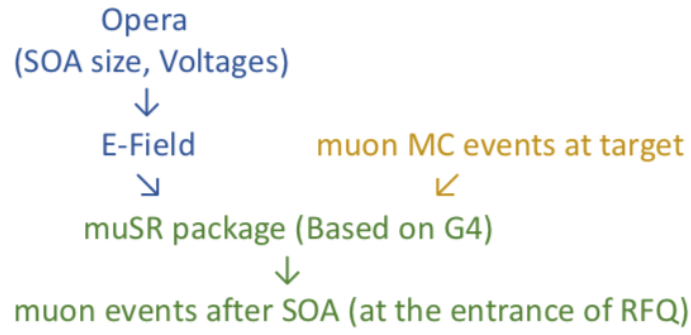 Opera
(SOA size, Voltages)
↓
E-Field muon MC events at target
↘ ↙
muSR package (Based on G4)
↓
muon events after SOA (at the entrance of RFQ)